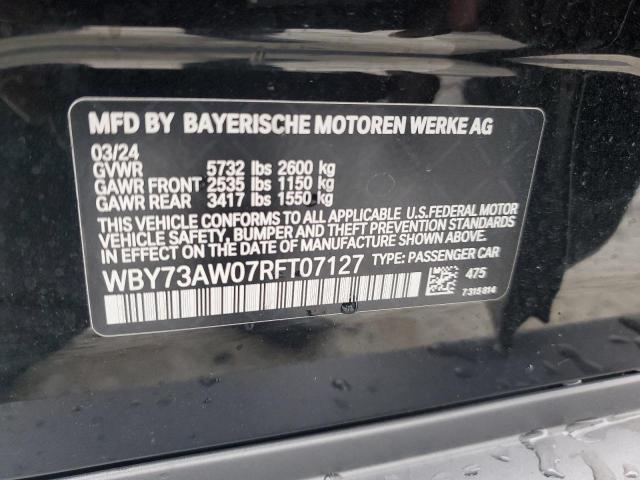 MFD BY BAYERISCHE MOTOREN WERKE AG
03/24
GVWR 5732 lbs 2600 kg
GAWR FRONT 2535 lbs 1150 kg
GAWR REAR 3417 lbs 1550 kg
THIS VEHICLE CONFORMS TO ALL APPLICABLE U.S.FEDERAL MOTOR
VEHICLE SAFETY, BUMPER AND THEFT PREVENTION STANDARDS
IN EFFECT ON THE DATE OF MANUFACTURE SHOWN ABOVE.
WBY73AW07RFT07127 TYPE: PASSENGER CAR
475
7315814